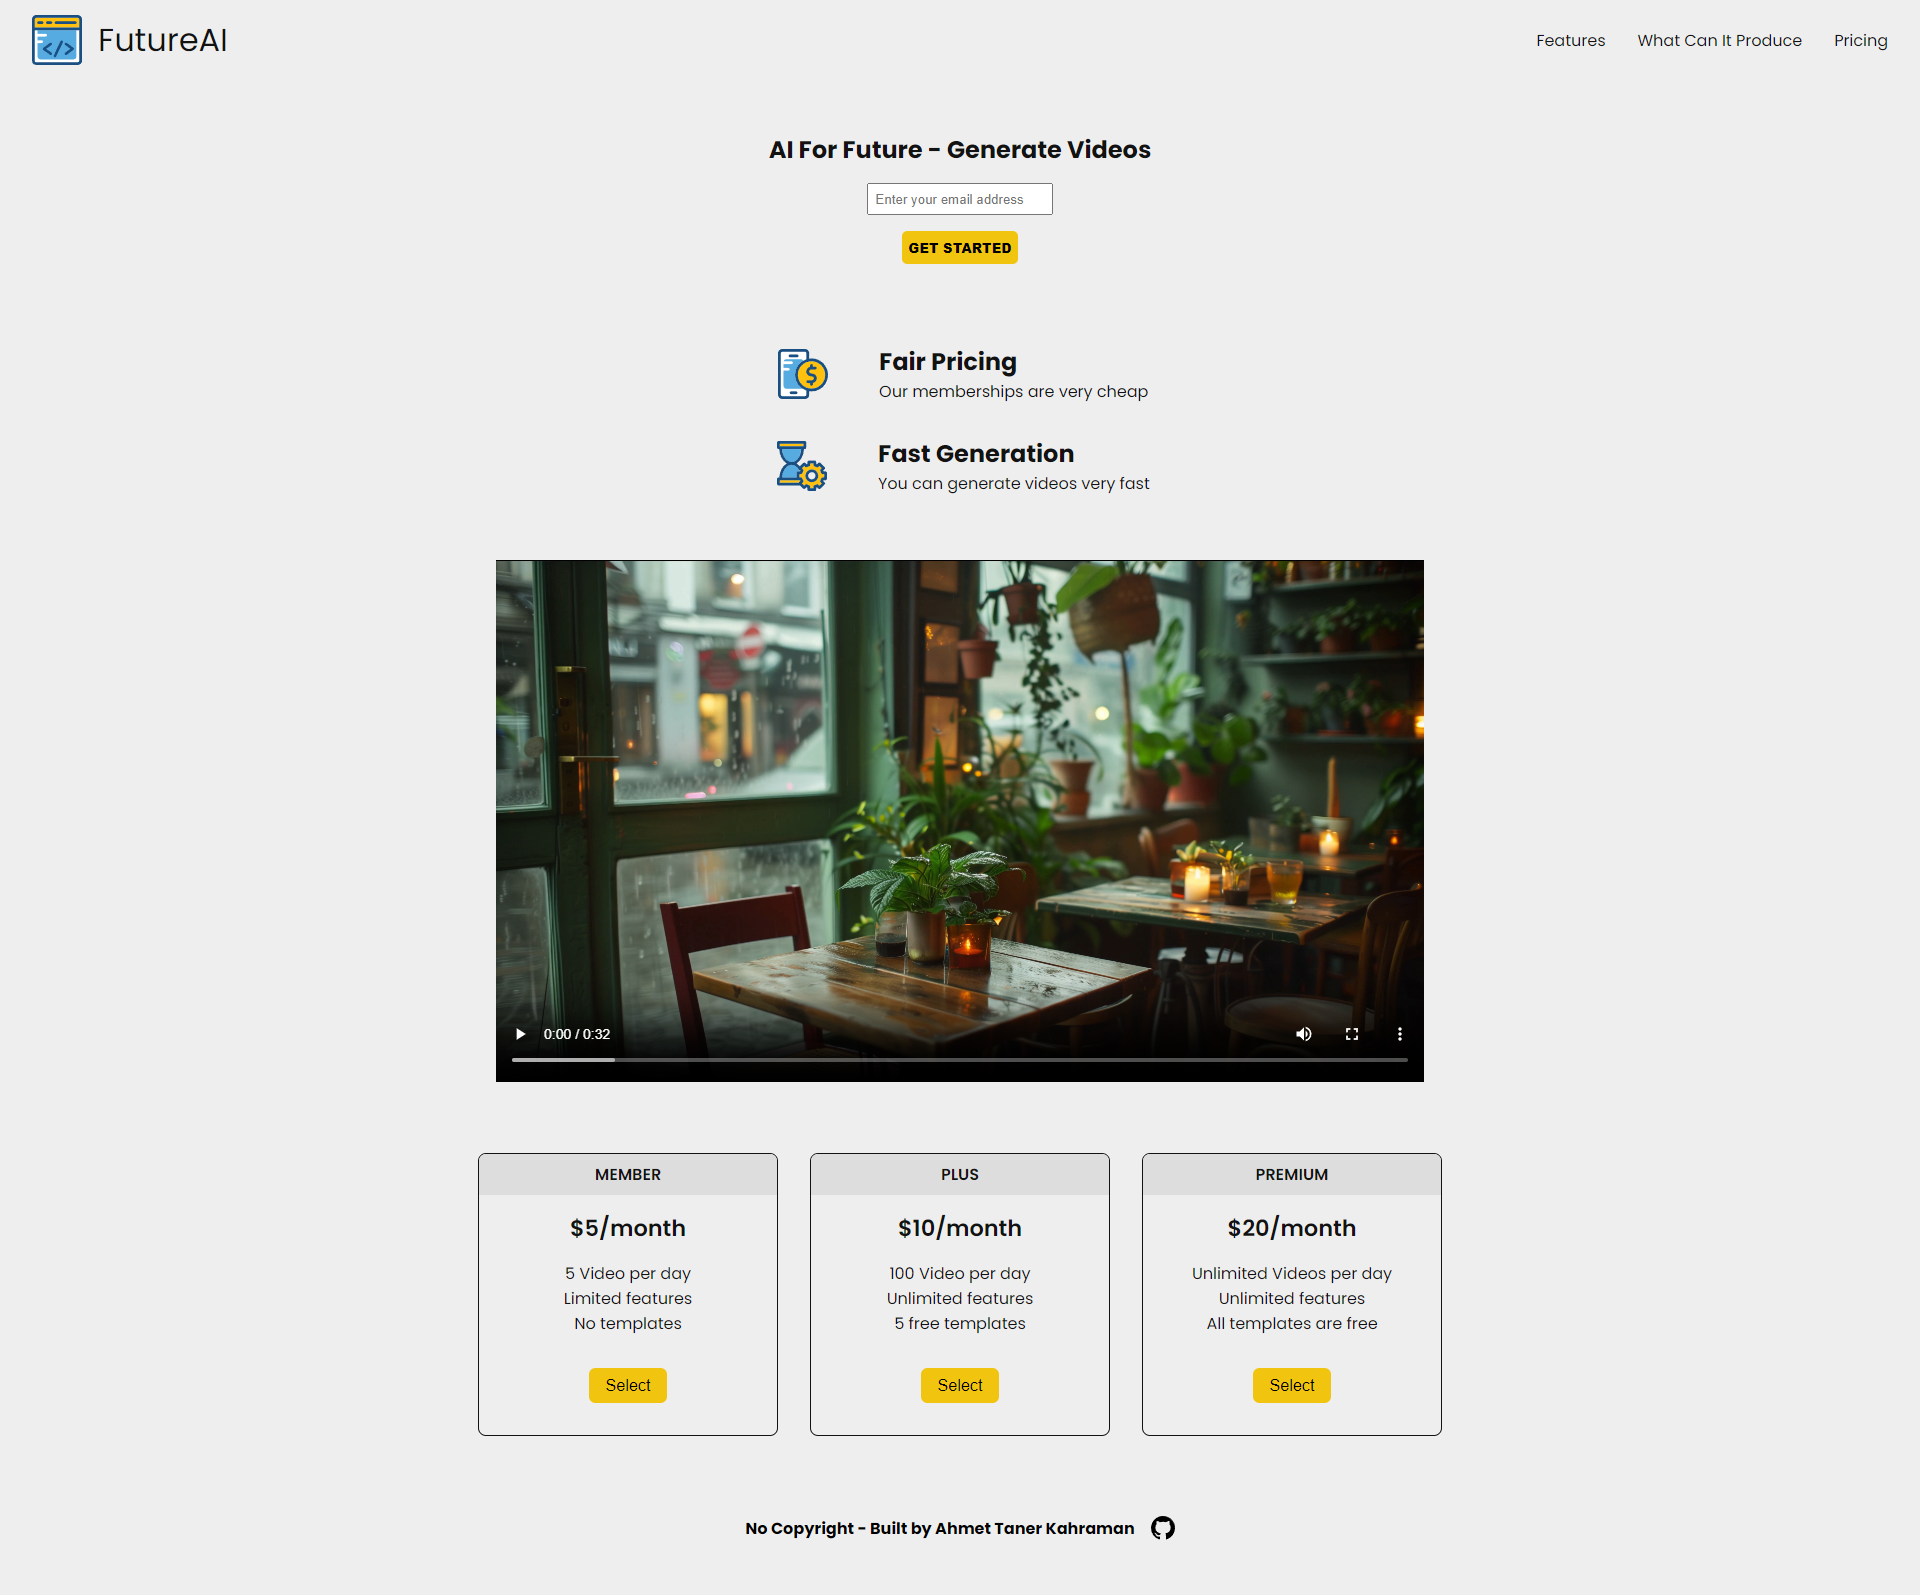 FutureAI
Features
What Can It Produce
Pricing
AI For Future - Generate Videos
Enter your email address
GET STARTED
Fair Pricing
Our memberships are very cheap
Fast Generation
You can generate videos very fast
0:00 / 0:32
MEMBER
$5/month
5 Video per day
Limited features
No templates
Select
PLUS
$10/month
100 Video per day
Unlimited features
5 free templates
Select
PREMIUM
$20/month
Unlimited Videos per day
Unlimited features
All templates are free
Select
No Copyright - Built by Ahmet Taner Kahraman